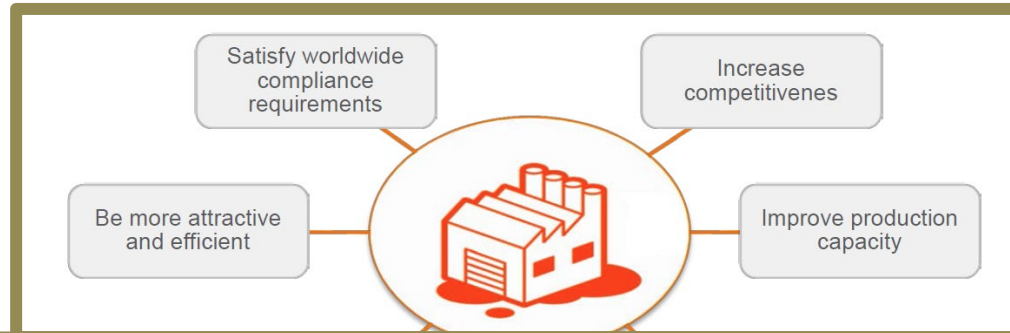 Satisfy worldwide
compliance
requirements
Increase
competitivenes
Be more attractive
and efficient
Improve production
capacity